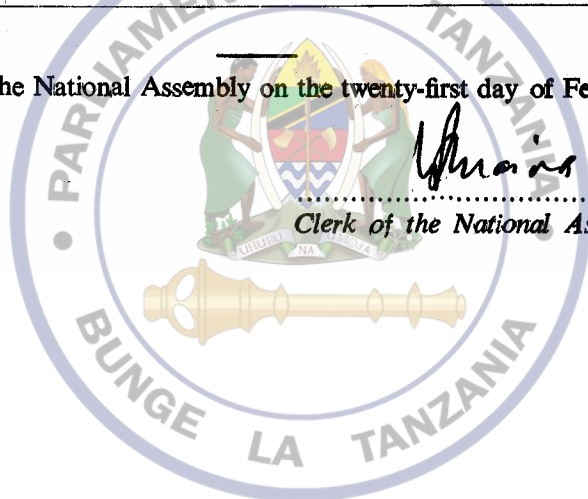 PARLIAMENT
TANZANIA
he National Assembly on the twenty-first day of Fe
Clerk of the National As
UHURU NA UMOJA
BUNGE LA TANZANIA